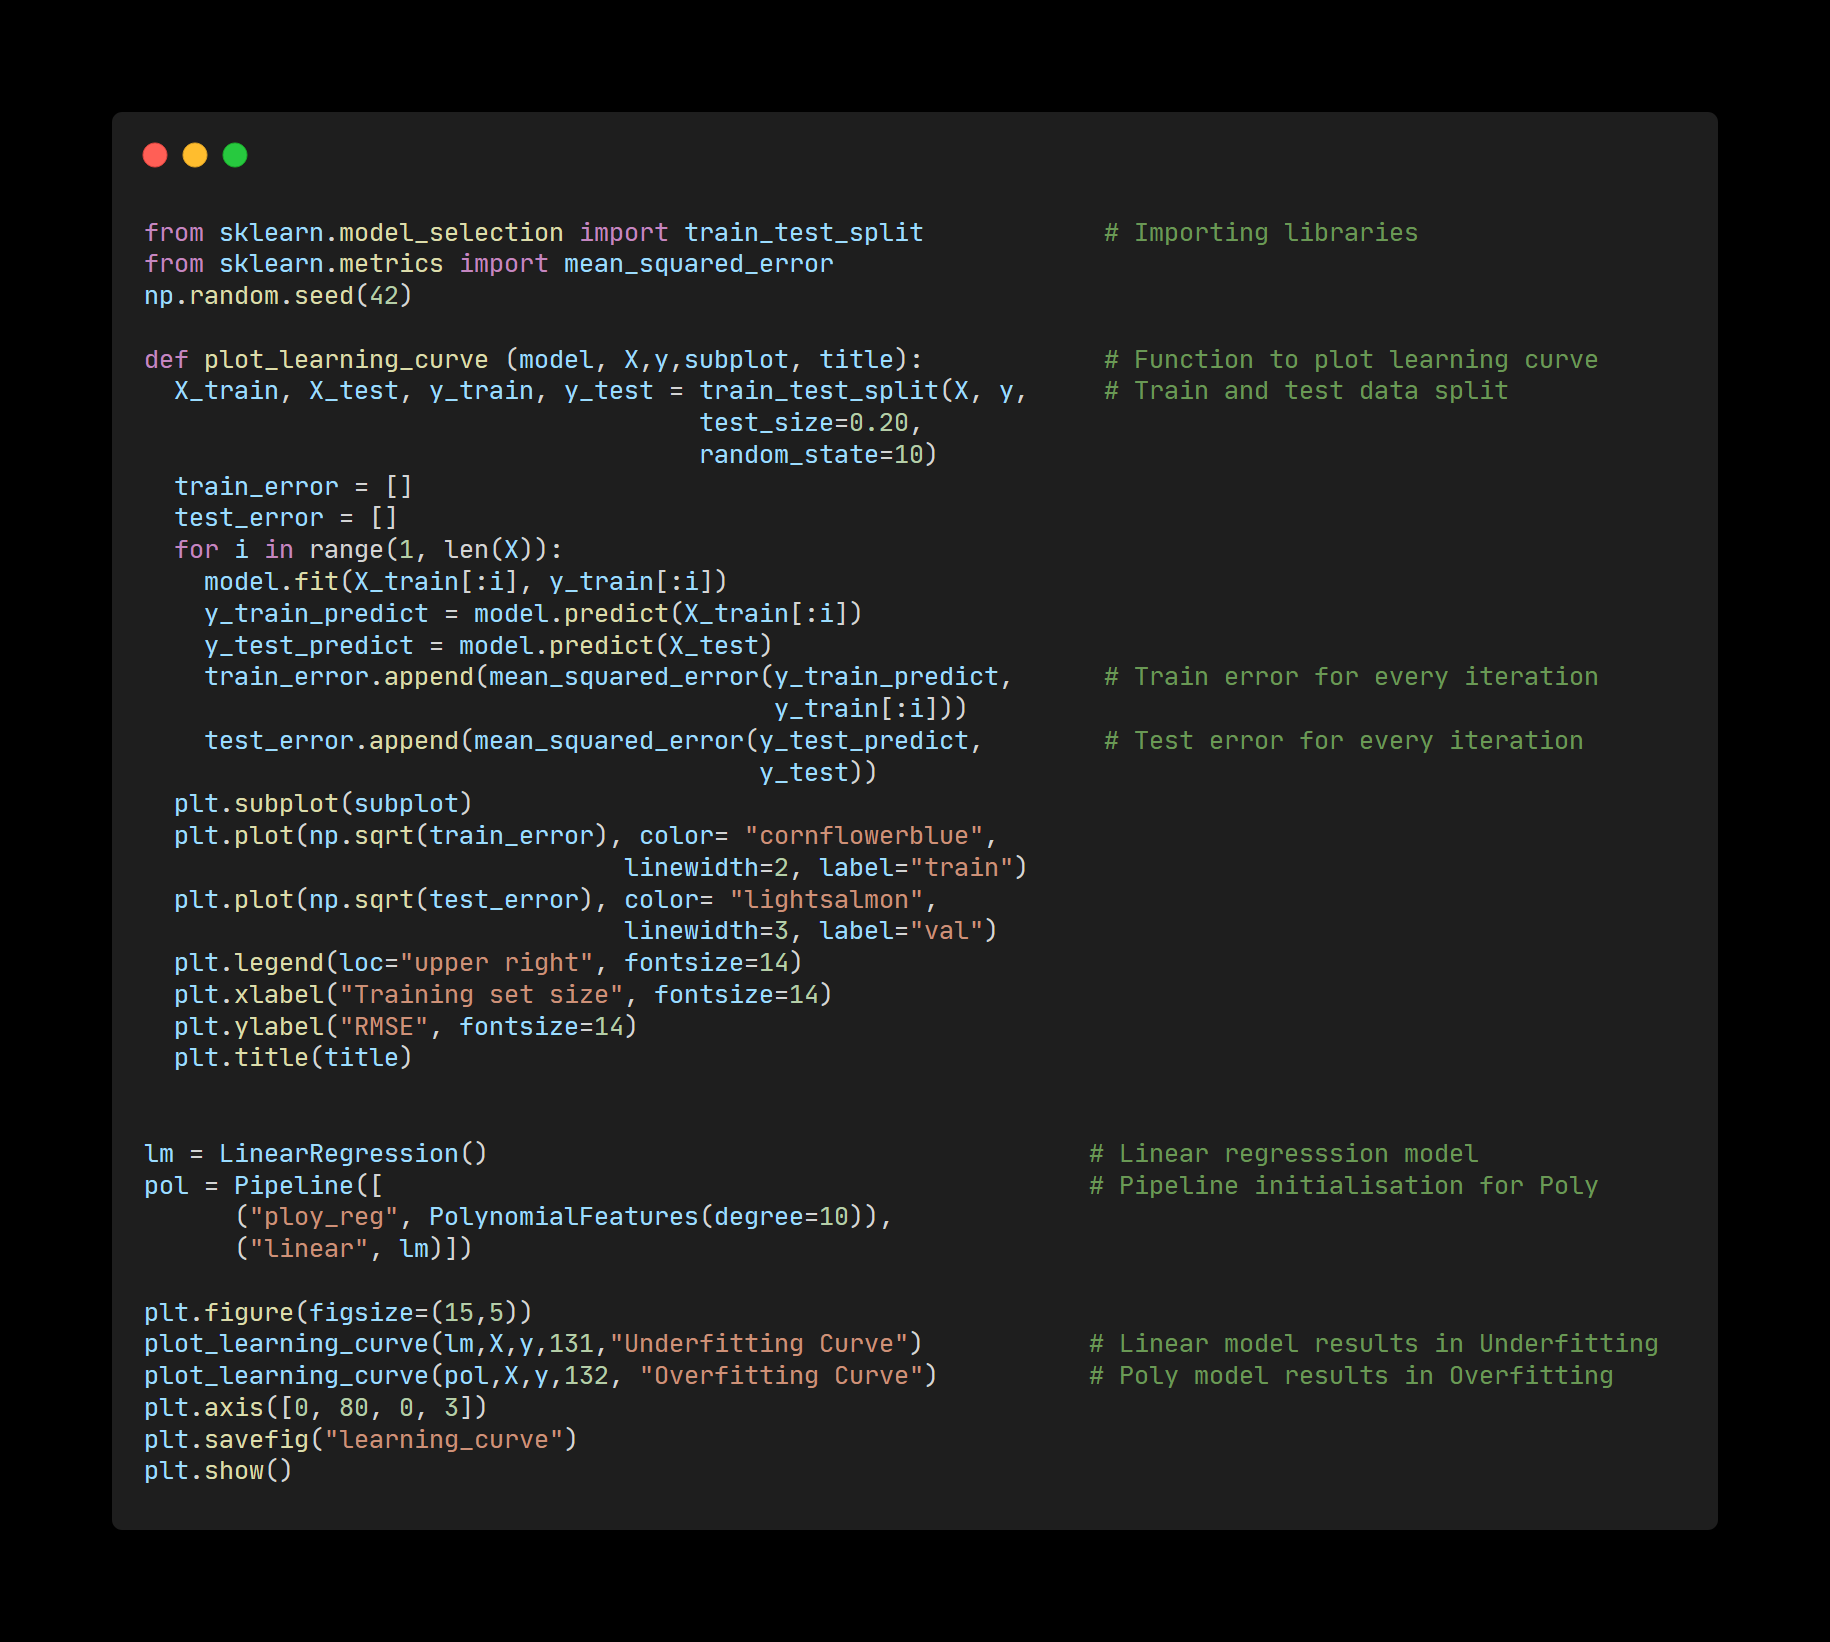 from sklearn.model_selection import train_test_split            # Importing libraries
from sklearn.metrics import mean_squared_error
np.random.seed(42)

def plot_learning_curve (model, X,y,subplot, title):            # Function to plot learning curve
  X_train, X_test, y_train, y_test = train_test_split(X, y,     # Train and test data split
                                     test_size=0.20,
                                     random_state=10)
  train_error = []
  test_error = []
  for i in range(1, len(X)):
    model.fit(X_train[:i], y_train[:i])
    y_train_predict = model.predict(X_train[:i])
    y_test_predict = model.predict(X_test)
    train_error.append(mean_squared_error(y_train_predict,      # Train error for every iteration
                                          y_train[:i]))
    test_error.append(mean_squared_error(y_test_predict,        # Test error for every iteration
                                         y_test))
  plt.subplot(subplot)
  plt.plot(np.sqrt(train_error), color= "cornflowerblue",
                                linewidth=2, label="train")
  plt.plot(np.sqrt(test_error), color= "lightsalmon",
                                linewidth=3, label="val")
  plt.legend(loc="upper right", fontsize=14)
  plt.xlabel("Training set size", fontsize=14)
  plt.ylabel("RMSE", fontsize=14)
  plt.title(title)


lm = LinearRegression()                                        # Linear regresssion model
pol = Pipeline([                                               # Pipeline initialisation for Poly
      ("ploy_reg", PolynomialFeatures(degree=10)),
      ("linear", lm)])

plt.figure(figsize=(15,5))
plot_learning_curve(lm,X,y,131,"Underfitting Curve")           # Linear model results in Underfitting
plot_learning_curve(pol,X,y,132, "Overfitting Curve")          # Poly model results in Overfitting
plt.axis([0, 80, 0, 3])
plt.savefig("learning_curve")
plt.show()